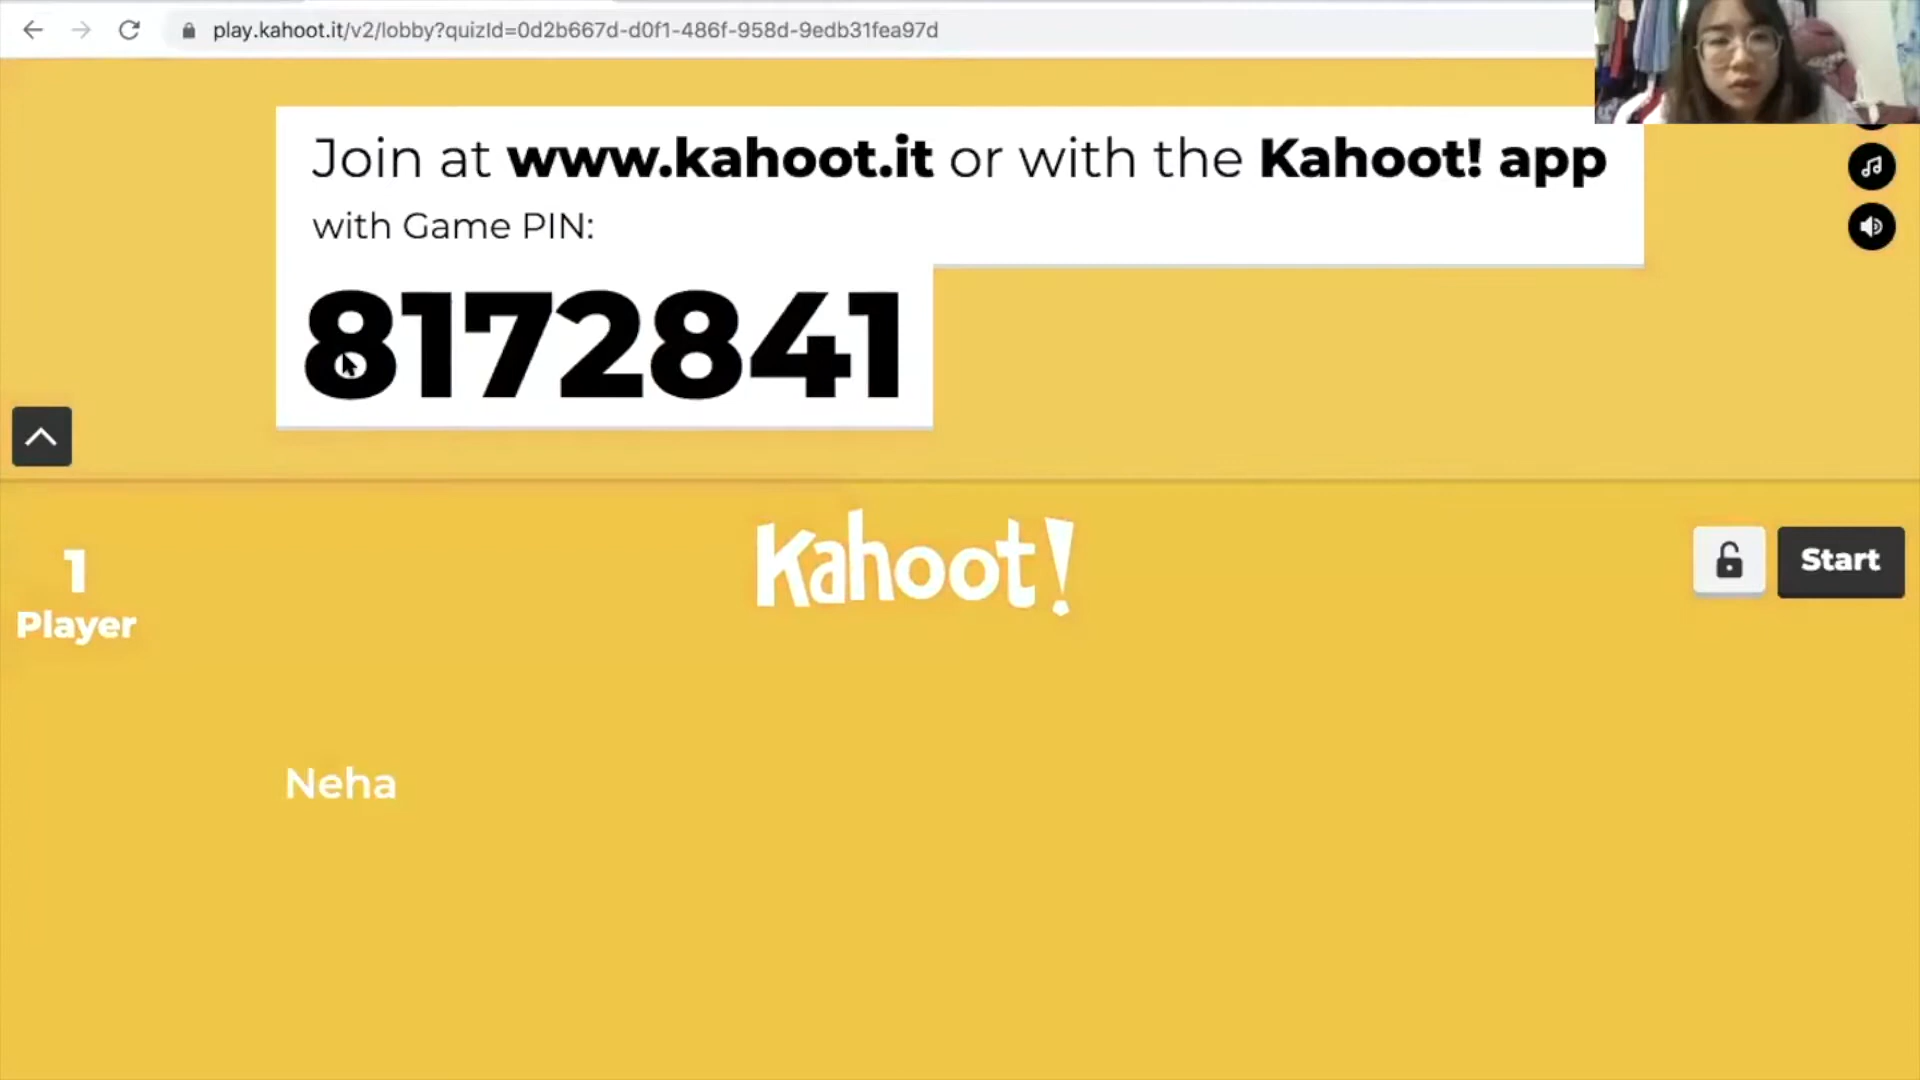 play.kahoot.it/v2/lobby?quizId=0d2b667d-d0f1-486f-958d-9edb31fea97d
Join at www.kahoot.it or with the Kahoot! app
with Game PIN:
8172841
Kahoot!
Start
1
Player
Neha